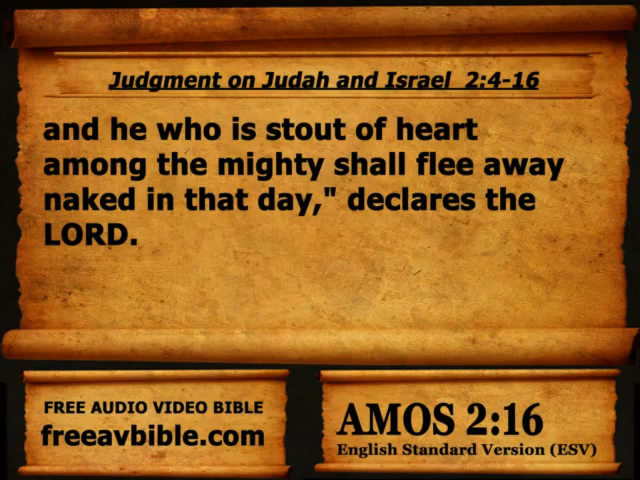 Judgment on Judah and Israel  2:4-16
and he who is stout of heart
among the mighty shall flee away
naked in that day," declares the
LORD.
FREE AUDIO VIDEO BIBLE
freeavbible.com
AMOS 2:16
English Standard Version (ESV)